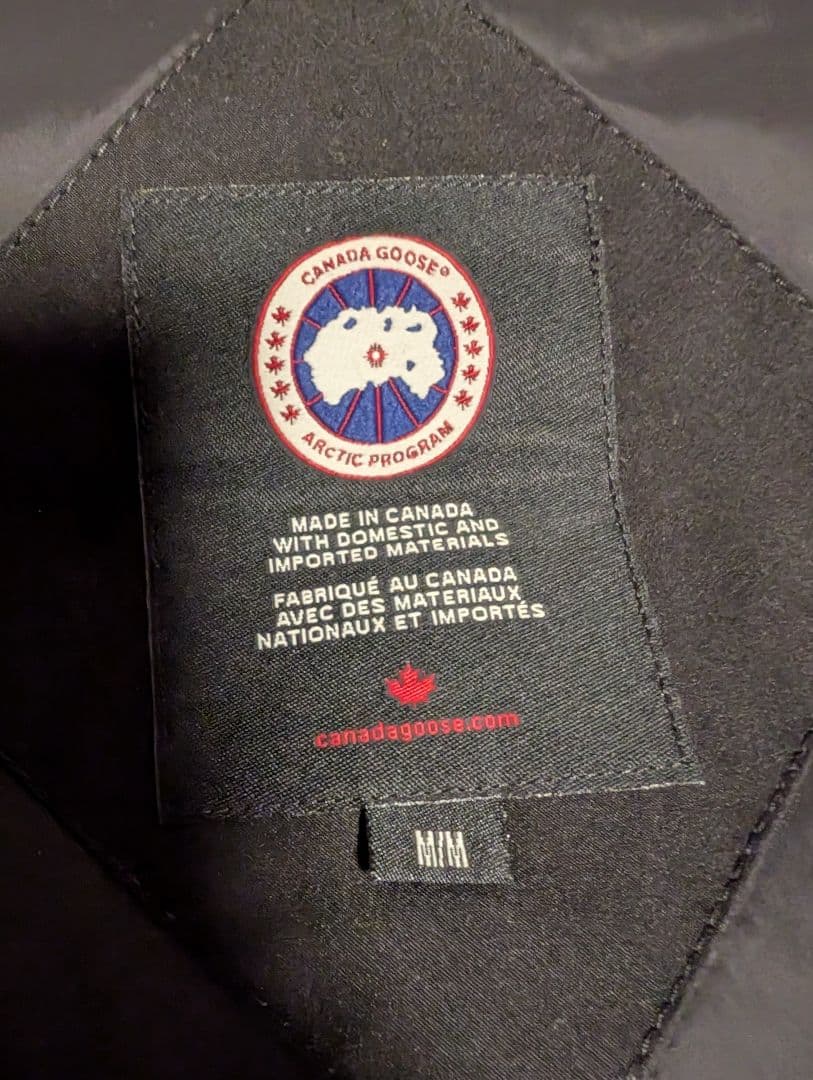 CANADA GOOSE®
ARCTIC PROGRAM
MADE IN CANADA
WITH DOMESTIC AND
IMPORTED MATERIALS
FABRIQUÉ AU CANADA
AVEC DES MATERIAUX
NATIONAUX ET IMPORTÉS
canadagoose.com
M/M